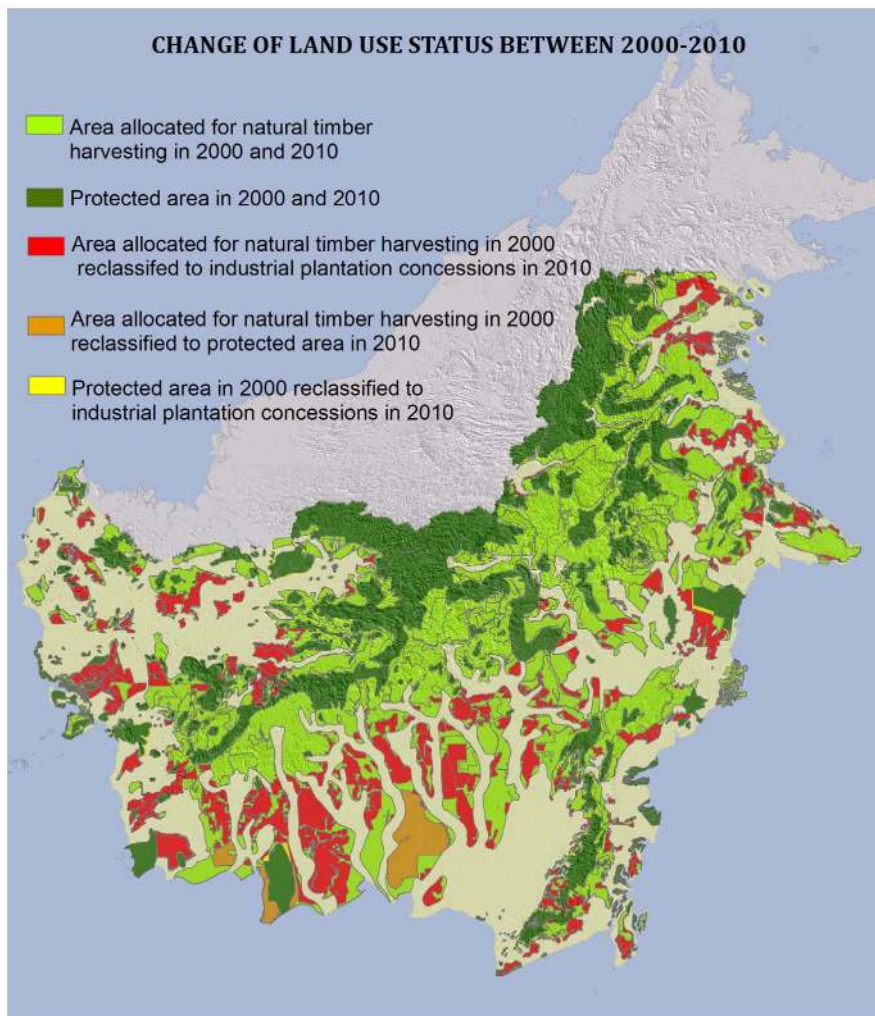 CHANGE OF LAND USE STATUS BETWEEN 2000-2010
Area allocated for natural timber
harvesting in 2000 and 2010
Protected area in 2000 and 2010
Area allocated for natural timber harvesting in 2000
reclassifed to industrial plantation concessions in 2010
Area allocated for natural timber harvesting in 2000
reclassified to protected area in 2010
Protected area in 2000 reclassified to
industrial plantation concessions in 2010